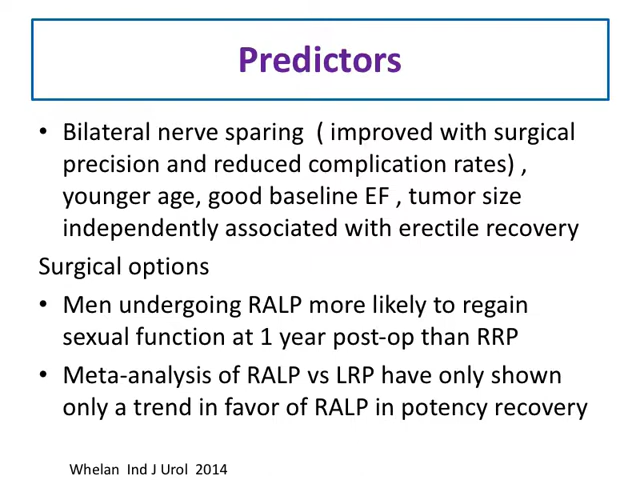 Predictors
• Bilateral nerve sparing ( improved with surgical
precision and reduced complication rates) ,
younger age, good baseline EF , tumor size
independently associated with erectile recovery
Surgical options
• Men undergoing RALP more likely to regain
sexual function at 1 year post-op than RRP
• Meta-analysis of RALP vs LRP have only shown
only a trend in favor of RALP in potency recovery
Whelan Ind J Urol 2014